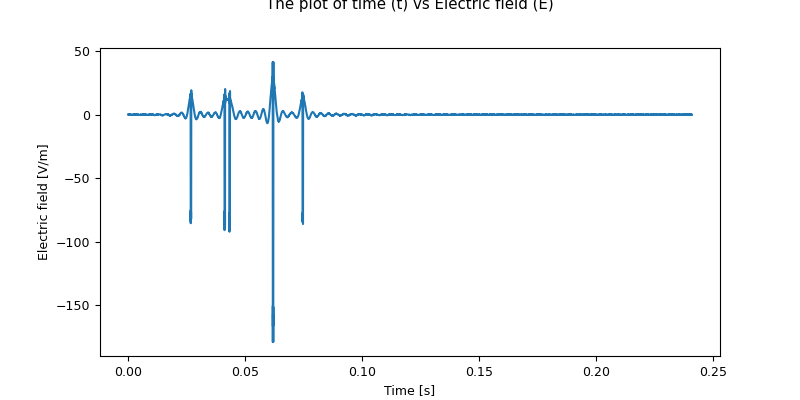 The plot of time (t) vs Electric field (E)
50
0
−50
−100
−150
Electric field [V/m]
0.00 0.05 0.10 0.15 0.20 0.25
Time [s]